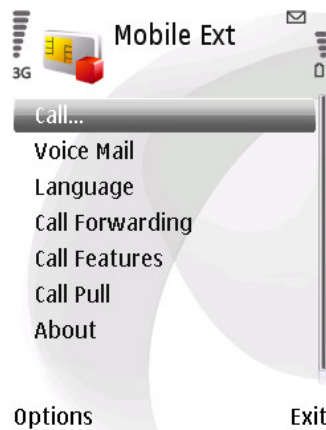 Mobile Ext
3G
Call...
Voice Mail
Language
Call Forwarding
Call Features
Call Pull
About
Options Exit